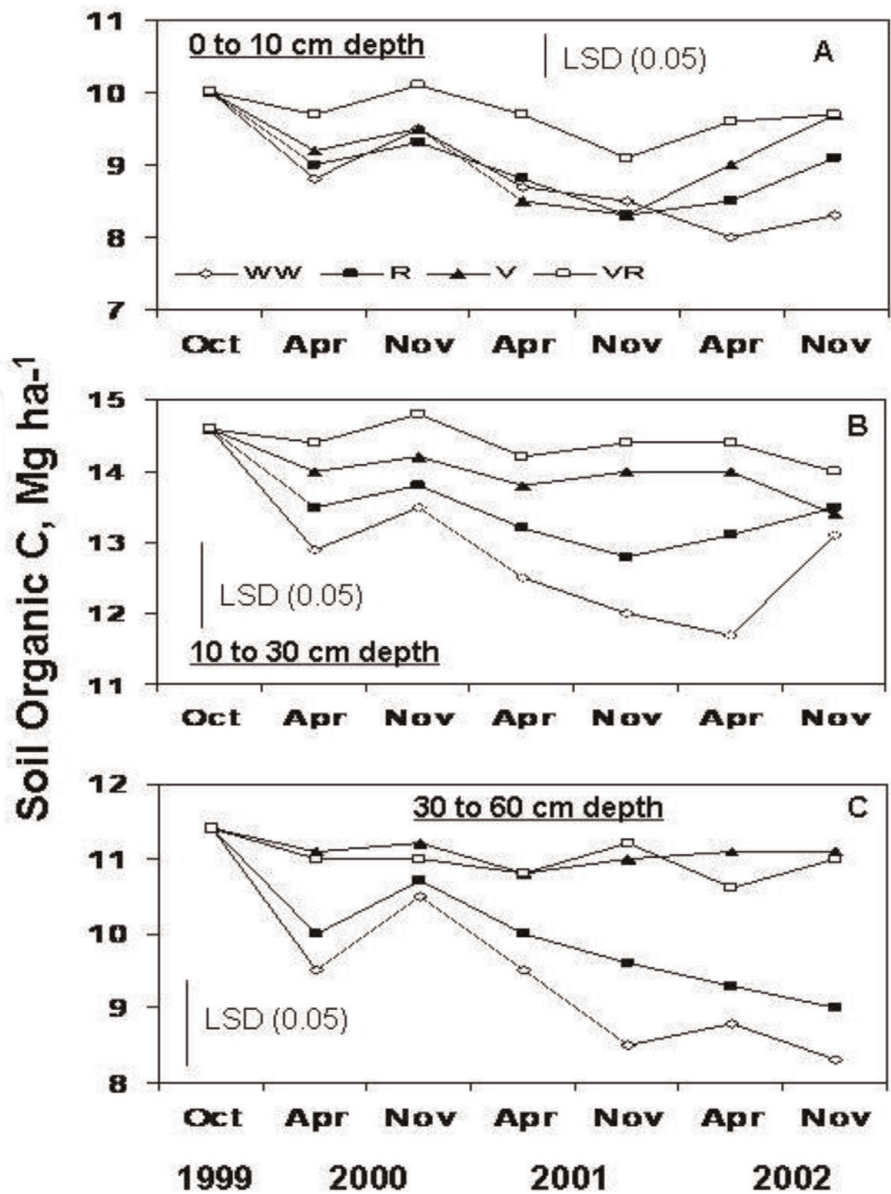 Soil Organic C, Mg ha-1
11
0 to 10 cm depth
LSD (0.05)
A
10
9
8
WW R V VR
7
Oct Apr Nov Apr Nov Apr Nov
15
B
14
13
LSD (0.05)
12
10 to 30 cm depth
11
Oct Apr Nov Apr Nov Apr Nov
12
30 to 60 cm depth
C
11
10
9
LSD (0.05)
8
Oct Apr Nov Apr Nov Apr Nov
1999 2000 2001 2002